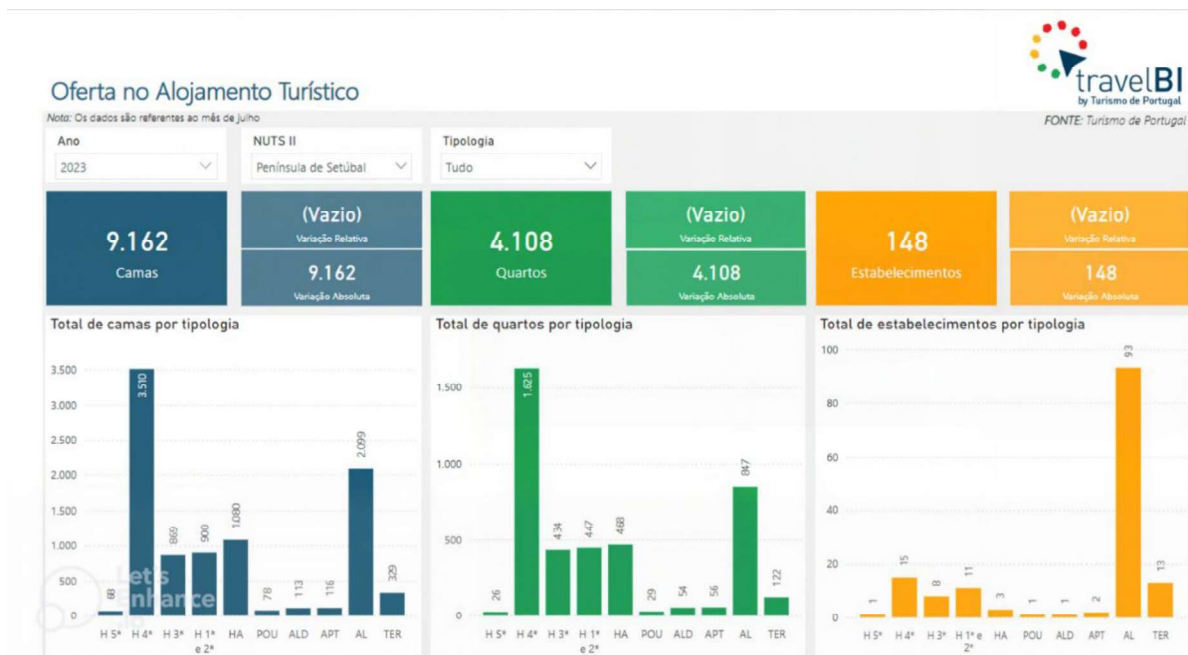 travelBI
by Turismo de Portugal
Oferta no Alojamento Turístico
Nota: Os dados são referentes ao mês de julho
FONTE: Turismo de Portugal
Ano
2023
NUTS II
Península de Setúbal
Tipologia
Tudo
9.162
Camas
(Vazio)
Variação Relativa
9.162
Variação Absoluta
4.108
Quartos
(Vazio)
Variação Relativa
4.108
Variação Absoluta
148
Estabelecimentos
(Vazio)
Variação Relativa
148
Variação Absoluta
Total de camas por tipologia
3.500
3.000
2.500
2.000
1.500
1.000
500
0
68
3.510
869
900
1.080
78
113
116
2.099
329
H 5* H 4* H 3* H 1* HA POU ALD APT AL TER
e 2*
Let's
Enhance
.io
Total de quartos por tipologia
1.500
1.000
500
0
26
1.625
434
447
468
29
54
56
847
122
H 5* H 4* H 3* H 1* HA POU ALD APT AL TER
e 2*
Total de estabelecimentos por tipologia
100
80
60
40
20
0
1
15
8
11
3
1
1
2
93
13
H 5* H 4* H 3* H 1* e HA POU ALD APT AL TER
2*